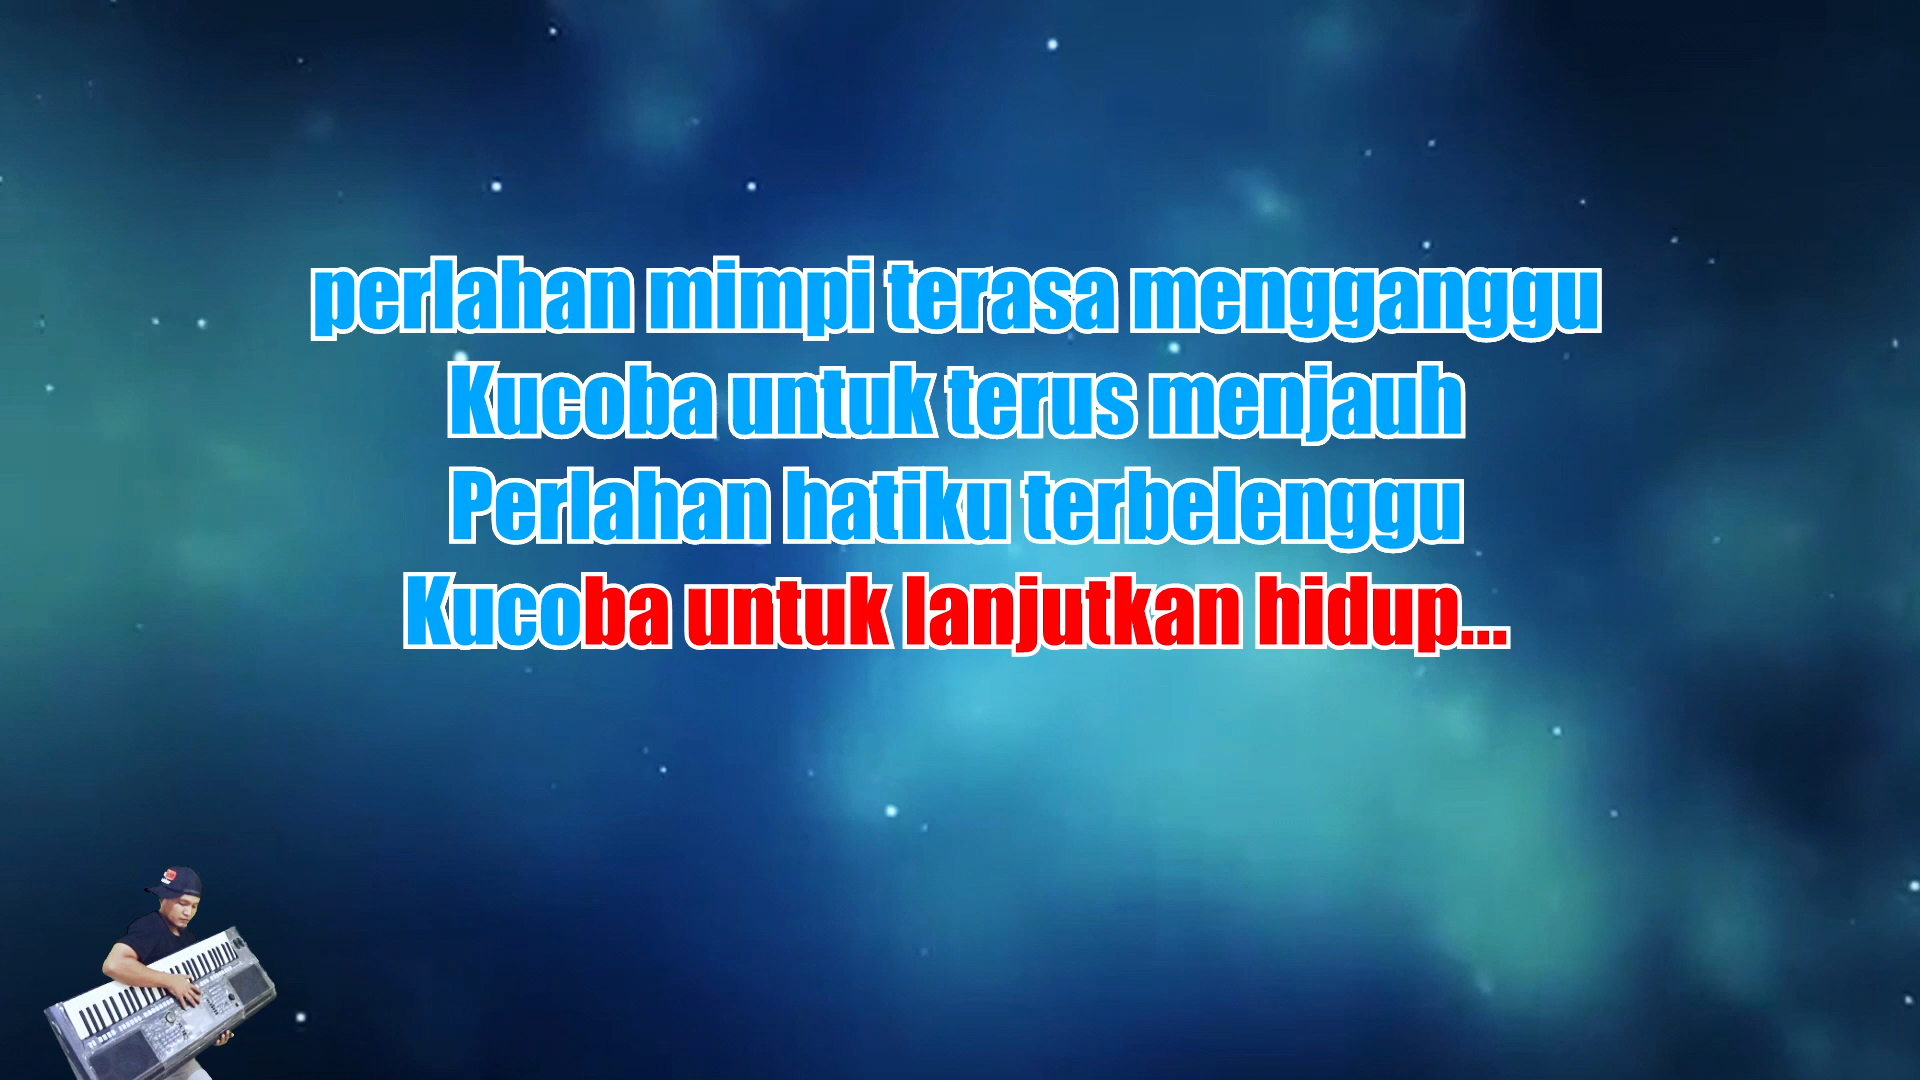 perlahan mimpi terasa mengganggu
Kucoba untuk terus menjauh
Perlahan hatiku terbelenggu
Kucoba untuk lanjutkan hidup...